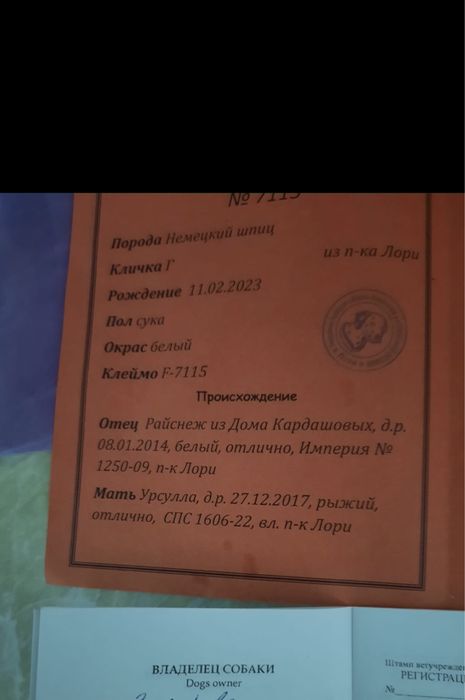 № 7115
Порода Немецкий шпиц
Кличка Г из п-ка Лори
Рождение 11.02.2023
Пол сука
Окрас белый
Клеймо F-7115
Происхождение
Отец Райснеж из Дома Кардашовых, д.р.
08.01.2014, белый, отлично, Империя №
1250-09, п-к Лори
Мать Урсулла, д.р. 27.12.2017, рыжий,
отлично, СПС 1606-22, вл. п-к Лори
ВЛАДЕЛЕЦ СОБАКИ
Dogs owner
Штамп ветучрежде
РЕГИСТРАЦ
№